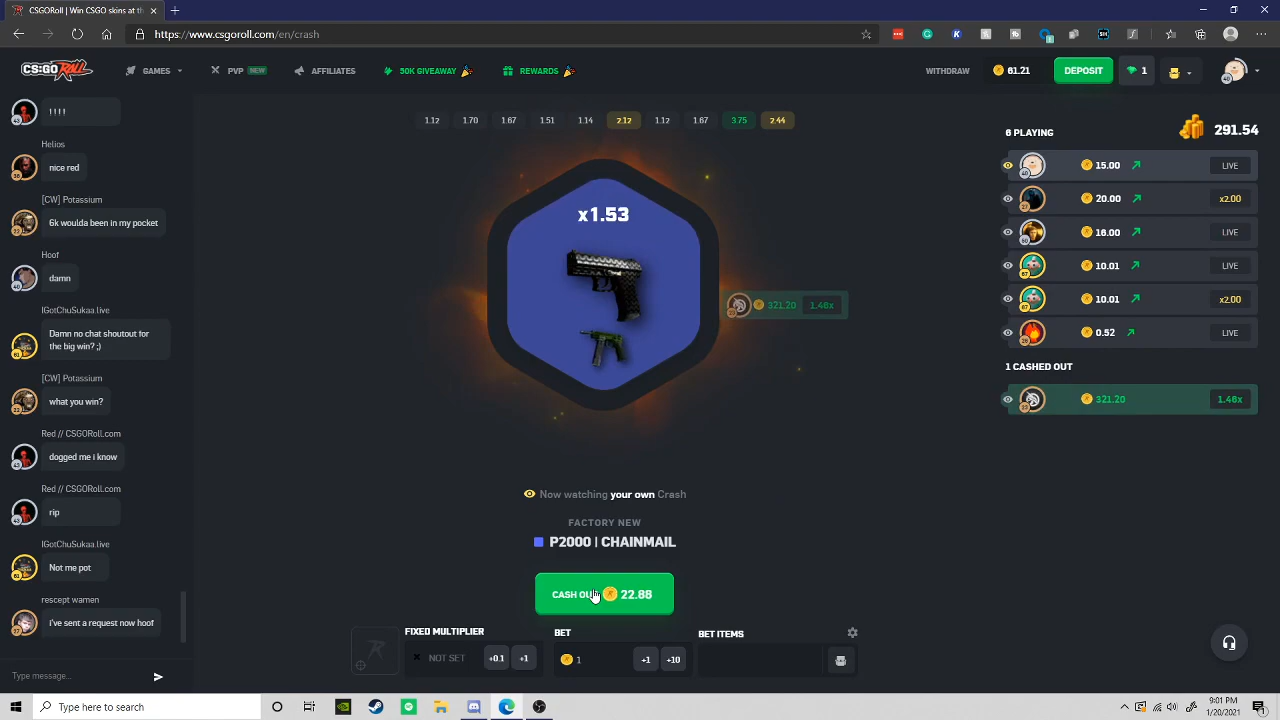 CSGORoll | Win CSGO skins at th
https://www.csgoroll.com/en/crash
CS:GO ROLL
GAMES
PVP NEW
AFFILIATES
50K GIVEAWAY
REWARDS
WITHDRAW
61.21
DEPOSIT
1
1.12 1.70 1.67 1.51 1.14 2.12 1.12 1.67 3.75 2.44
!!!!
Helios
nice red
[CW] Potassium
6k woulda been in my pocket
Hoof
damn
IGotChuSukaa.live
Damn no chat shoutout for
the big win? ;)
[CW] Potassium
what you win?
Red // CSGORoll.com
dogged me i know
Red // CSGORoll.com
rip
IGotChuSukaa.live
Not me pot
rescept wamen
i've sent a request now hoof
Type message...
x1.53
321.20 1.46x
Now watching your own Crash
FACTORY NEW
P2000 | CHAINMAIL
22.88
FIXED MULTIPLIER
NOT SET +0.1 +1
BET
1 +1 +10
BET ITEMS
6 PLAYING
291.54
15.00 LIVE
20.00 x2.00
16.00 LIVE
10.01 LIVE
10.01 x2.00
0.52 LIVE
1 CASHED OUT
321.20 1.46x
Type here to search
9:01 PM
1/20/2021